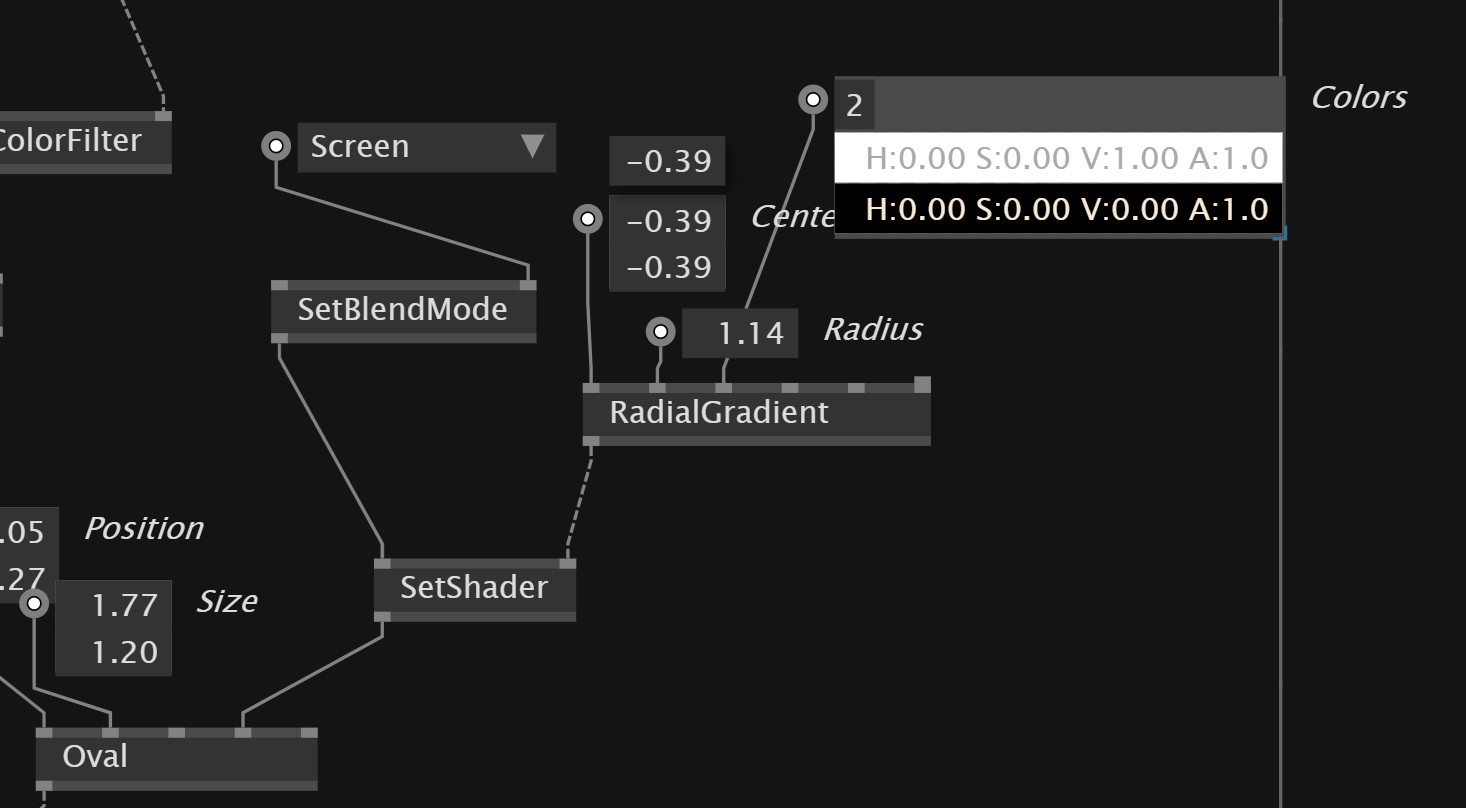 2
Colors
ColorFilter
Screen
H:0.00 S:0.00 V:1.00 A:1.0
-0.39
H:0.00 S:0.00 V:0.00 A:1.0
-0.39
-0.39
Cente
SetBlendMode
1.14
Radius
RadialGradient
.05
.27
Position
1.77
1.20
Size
SetShader
Oval